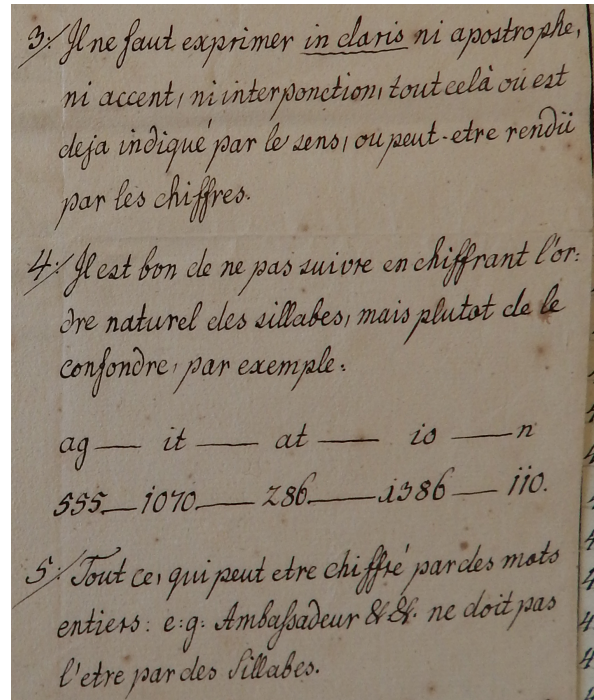 3:/ Il ne faut exprimer in claris ni apostrophe,
ni accent, ni interponction, tout celà où est
deja indiqué par le sens, ou peut-etre rendü
par les chiffres.
4:/ Il est bon de ne pas suivre en chiffrant l'or:
dre naturel des sillabes, mais plutot de le
confondre, par exemple:
ag — it — at — io — n
555 — 1070 — 286 — 1386 — 110.
5:/ Tout ce, qui peut etre chiffré par des mots
entiers: e:g: Ambassadeur &c &c. ne doit pas
l'etre par des Sillabes.